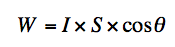 W = I × S × cosθ